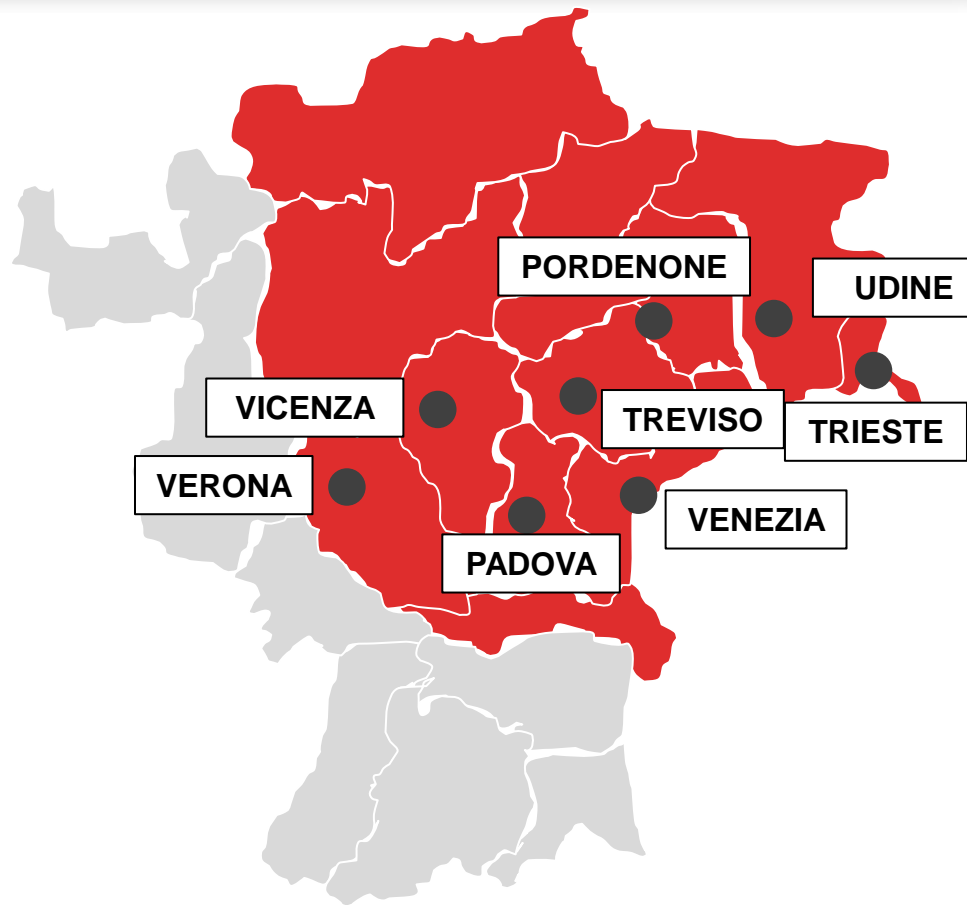 PORDENONE
UDINE
VICENZA
TREVISO
TRIESTE
VERONA
VENEZIA
PADOVA